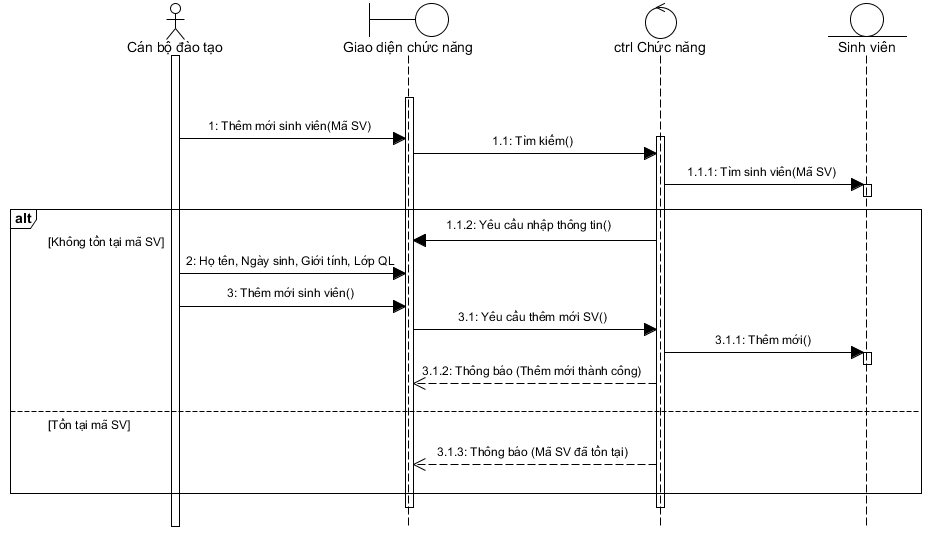 Cán bộ đào tạo
Giao diện chức năng
ctrl Chức năng
Sinh viên
1: Thêm mới sinh viên(Mã SV)
1.1: Tìm kiếm()
1.1.1: Tìm sinh viên(Mã SV)
alt
[Không tồn tại mã SV]
1.1.2: Yêu cầu nhập thông tin()
2: Họ tên, Ngày sinh, Giới tính, Lớp QL
3: Thêm mới sinh viên()
3.1: Yêu cầu thêm mới SV()
3.1.1: Thêm mới()
3.1.2: Thông báo (Thêm mới thành công)
[Tồn tại mã SV]
3.1.3: Thông báo (Mã SV đã tồn tại)